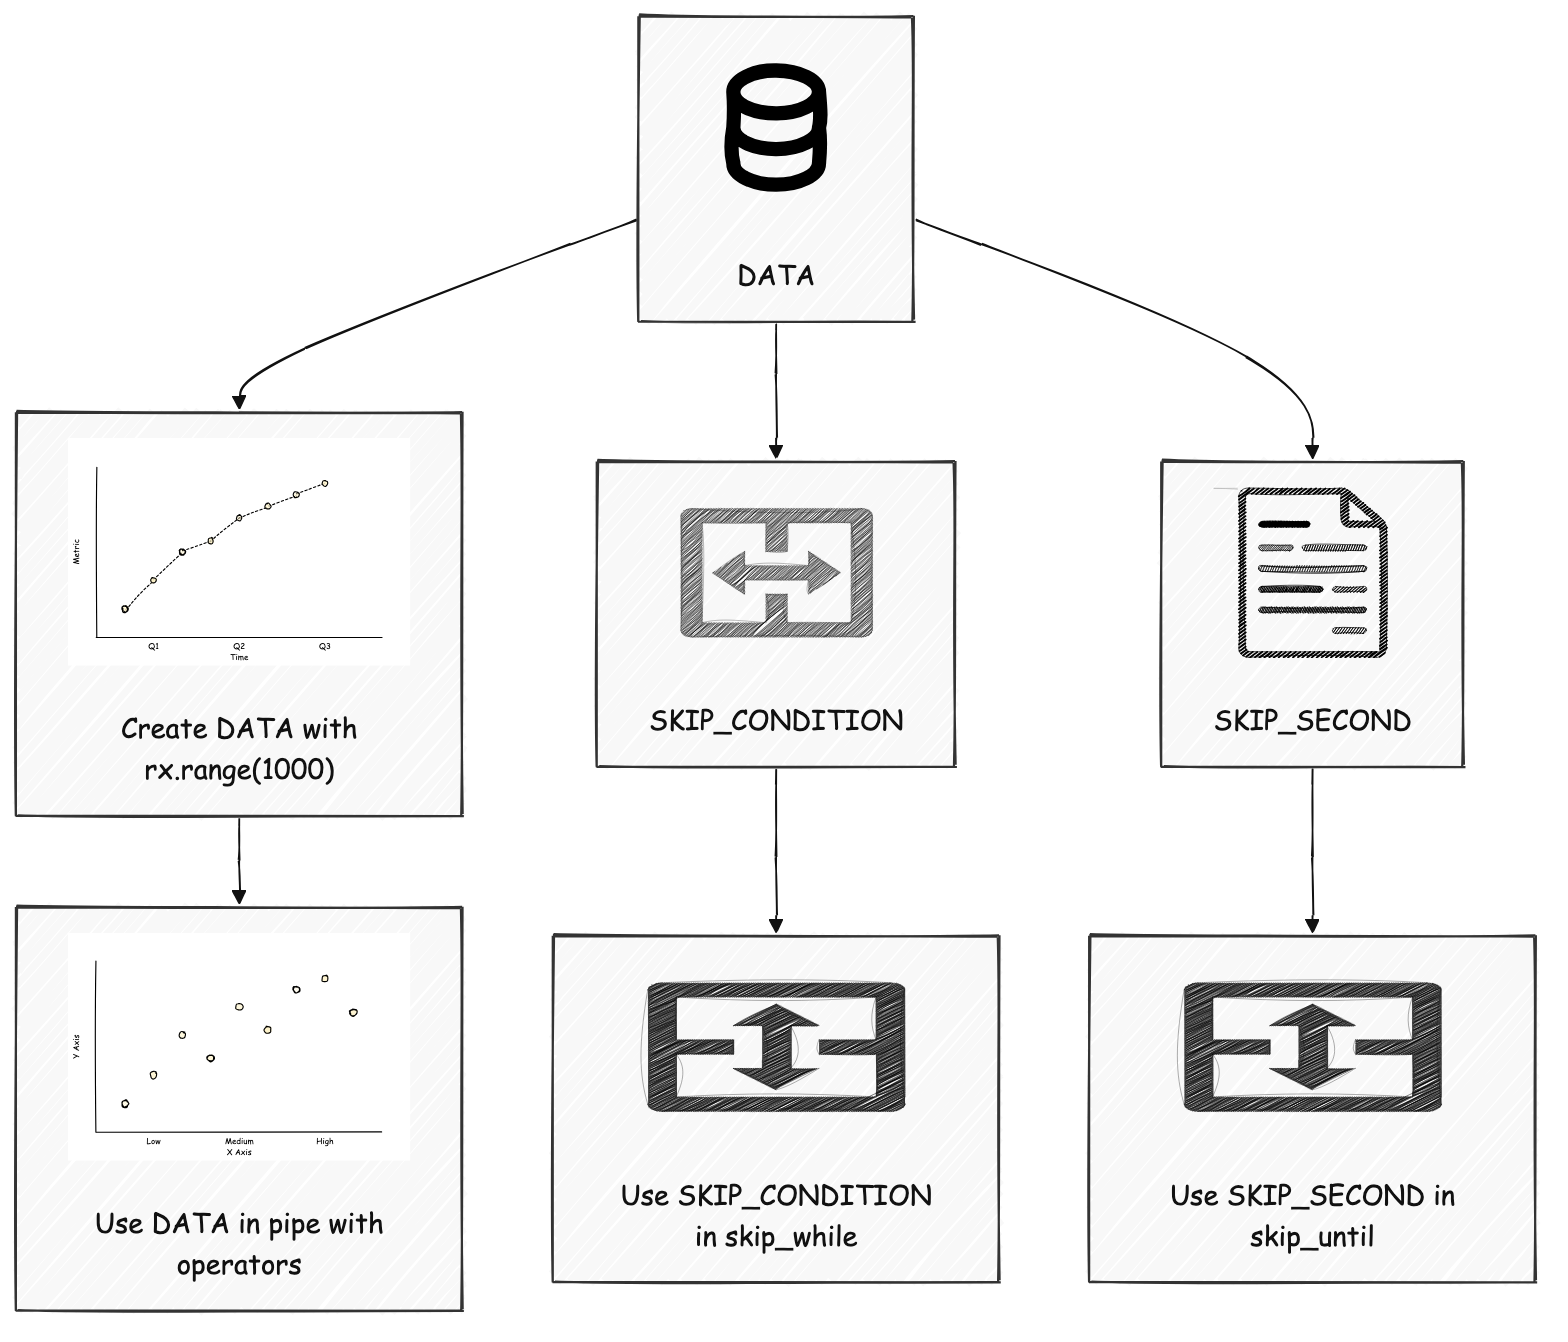 DATA
Metric
Q1 Q2 Q3
Time
Create DATA with
rx.range(1000)
SKIP_CONDITION
SKIP_SECOND
Y Axis
Low Medium High
X Axis
Use DATA in pipe with
operators
Use SKIP_CONDITION
in skip_while
Use SKIP_SECOND in
skip_until